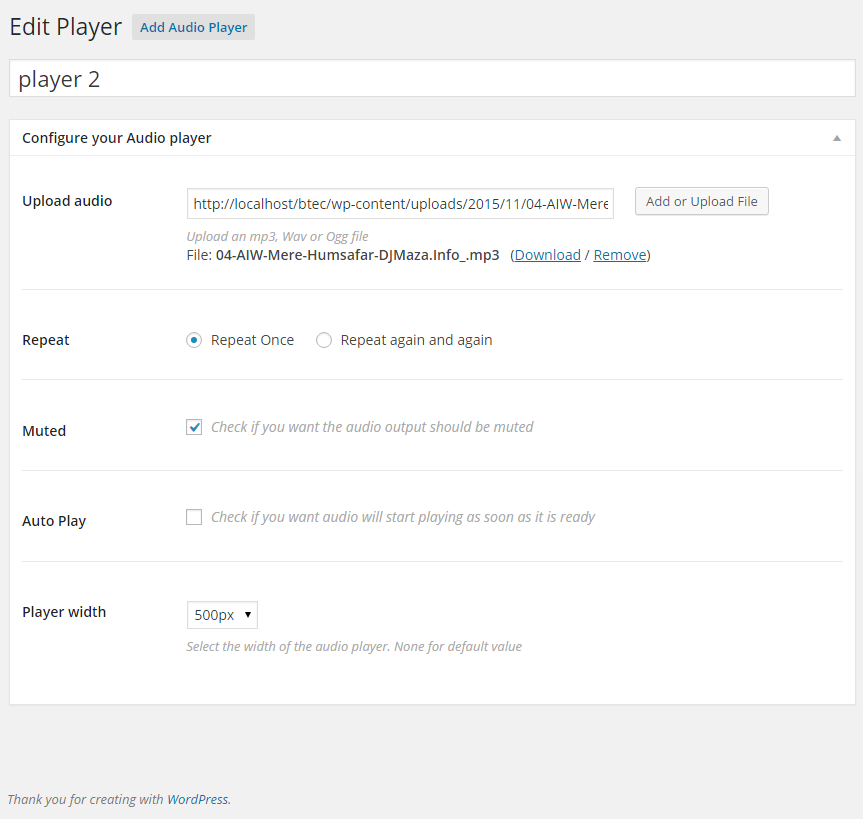 Edit Player Add Audio Player
player 2
Configure your Audio player
Upload audio http://localhost/btec/wp-content/uploads/2015/11/04-AIW-Mere Add or Upload File
Upload an mp3, Wav or Ogg file
File: 04-AIW-Mere-Humsafar-DJMaza.Info_.mp3 (Download / Remove)
Repeat Repeat Once Repeat again and again
Muted Check if you want the audio output should be muted
Auto Play Check if you want audio will start playing as soon as it is ready
Player width 500px
Select the width of the audio player. None for default value
Thank you for creating with WordPress.